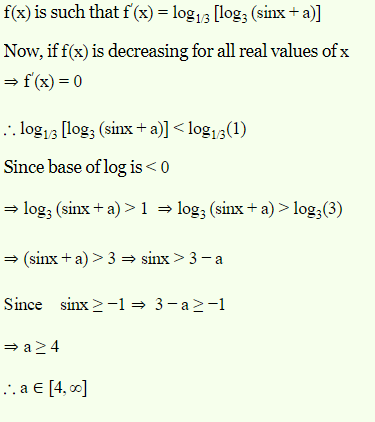 f(x) is such that f'(x) = log₁/₃ [log₃ (sinx + a)]
Now, if f(x) is decreasing for all real values of x
⇒ f'(x) = 0
∴ log₁/₃ [log₃ (sinx + a)] < log₁/₃(1)
Since base of log is < 0
⇒ log₃ (sinx + a) > 1 ⇒ log₃ (sinx + a) > log₃(3)
⇒ (sinx + a) > 3 ⇒ sinx > 3 − a
Since sinx ≥ −1 ⇒ 3 − a ≥ −1
⇒ a ≥ 4
∴ a ∈ [4, ∞]